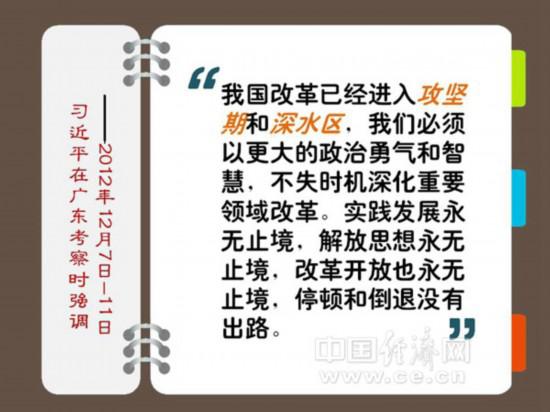 我国改革已经进入攻坚
期和深水区，我们必须
以更大的政治勇气和智
慧，不失时机深化重要
领域改革。实践发展永
无止境，解放思想永无
止境，改革开放也永无
止境，停顿和倒退没有
出路。
——2012年12月7日-11日
习近平在广东考察时强调
中国经济网
www.ce.cn